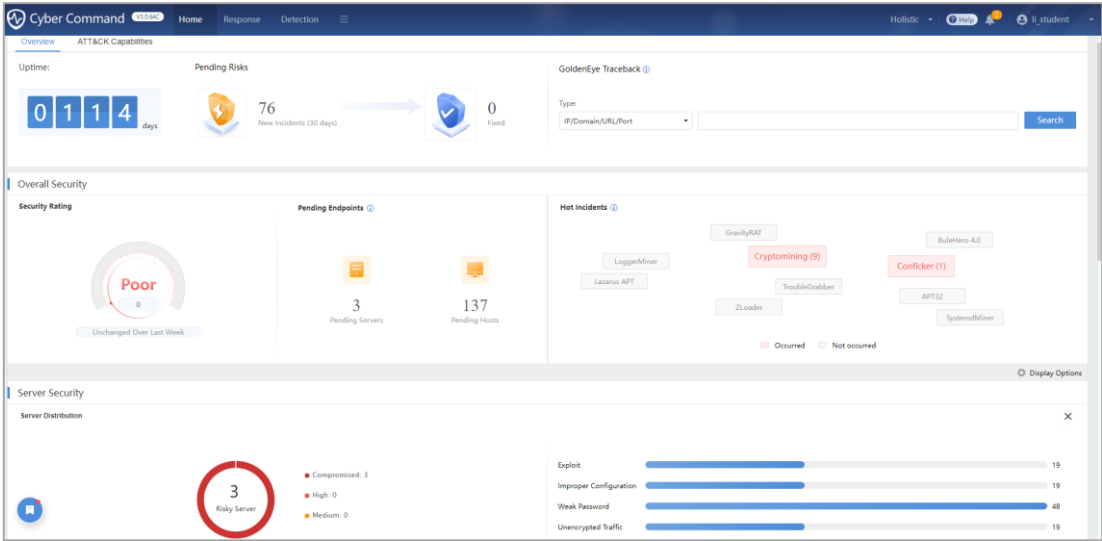 Cyber Command V3.0.64C Home Response Detection Holistic Help 2 li_student
Overview ATT&CK Capabilities
Uptime: Pending Risks GoldenEye Traceback
0114 days
76
New Incidents (30 days)
0
Fixed
Type:
IP/Domain/URL/Port Search
Overall Security
Security Rating Pending Endpoints Hot Incidents
Poor
0
Unchanged Over Last Week
3
Pending Servers
137
Pending Hosts
GravityRAT
BuleHero 4.0
Cryptomining (9)
LoggerMiner
Conficker (1)
Lazarus APT
TroubleGrabber
APT32
ZLoader
SystemdMiner
Occurred Not occurred
Display Options
Server Security
Server Distribution
3
Risky Server
Compromised: 3
High: 0
Medium: 0
Exploit 19
Improper Configuration 19
Weak Password 48
Unencrypted Traffic 19